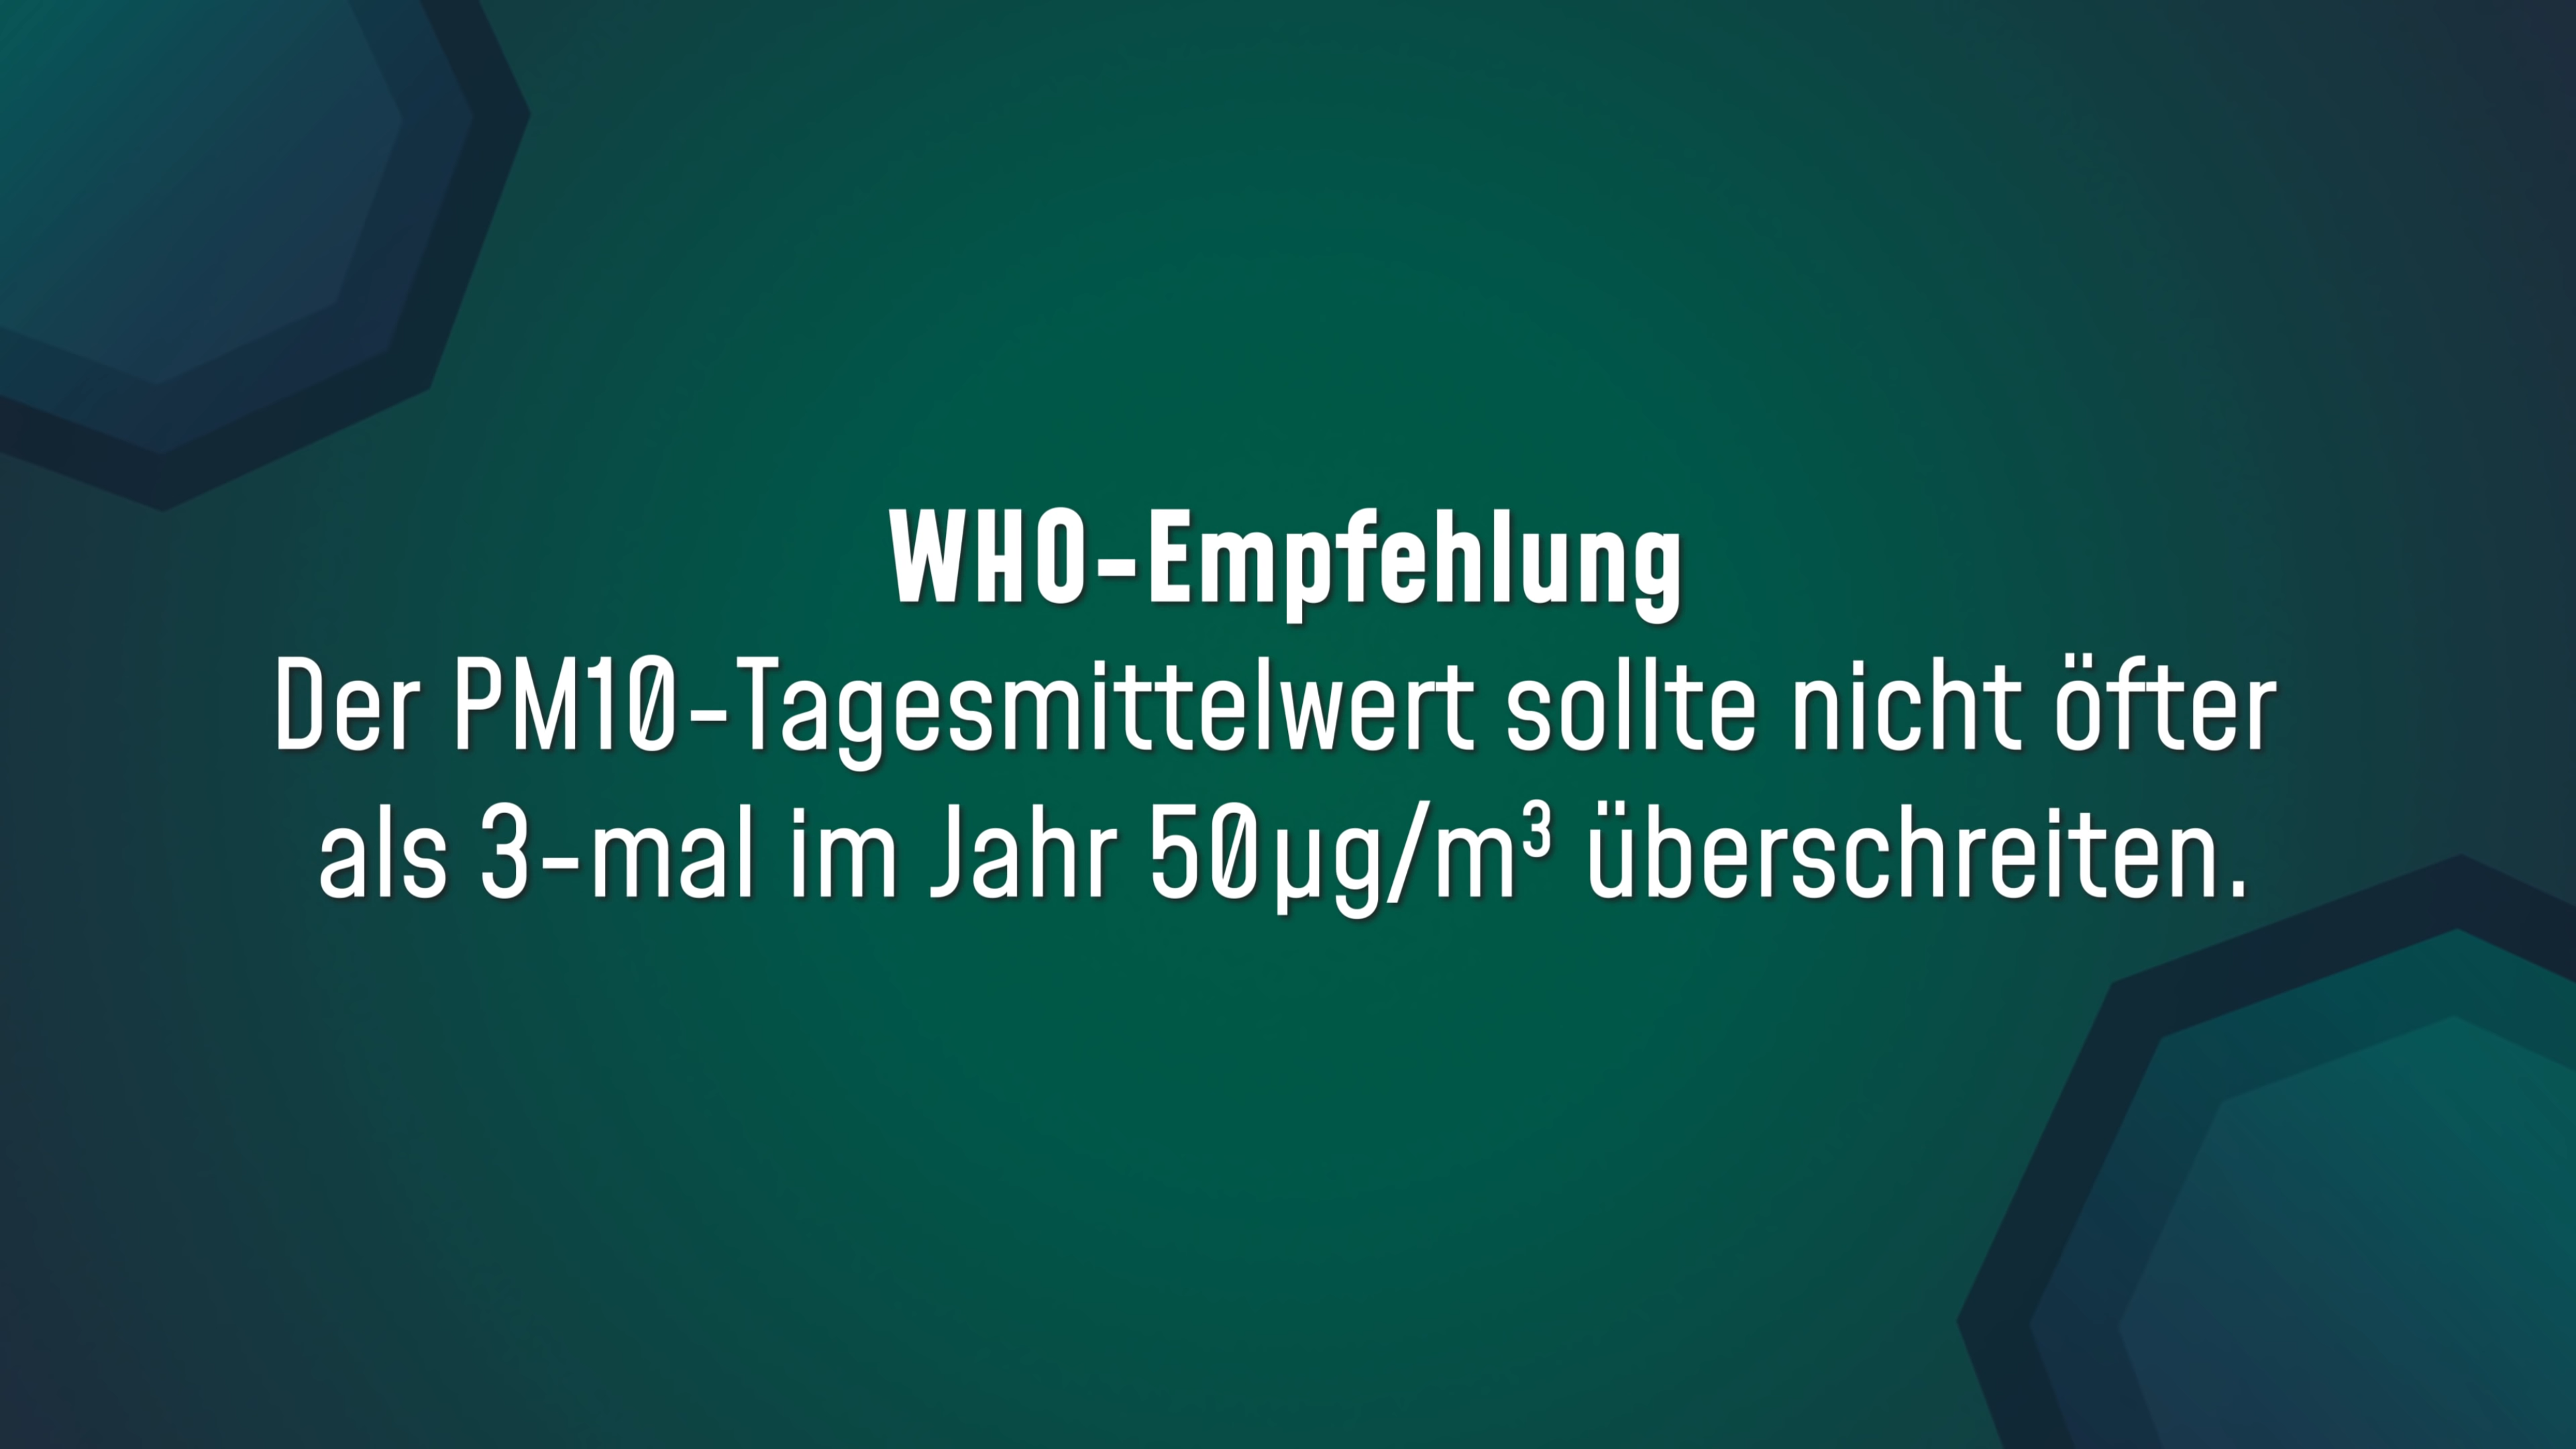 WHO-Empfehlung
Der PM10-Tagesmittelwert sollte nicht öfter
als 3-mal im Jahr 50µg/m³ überschreiten.